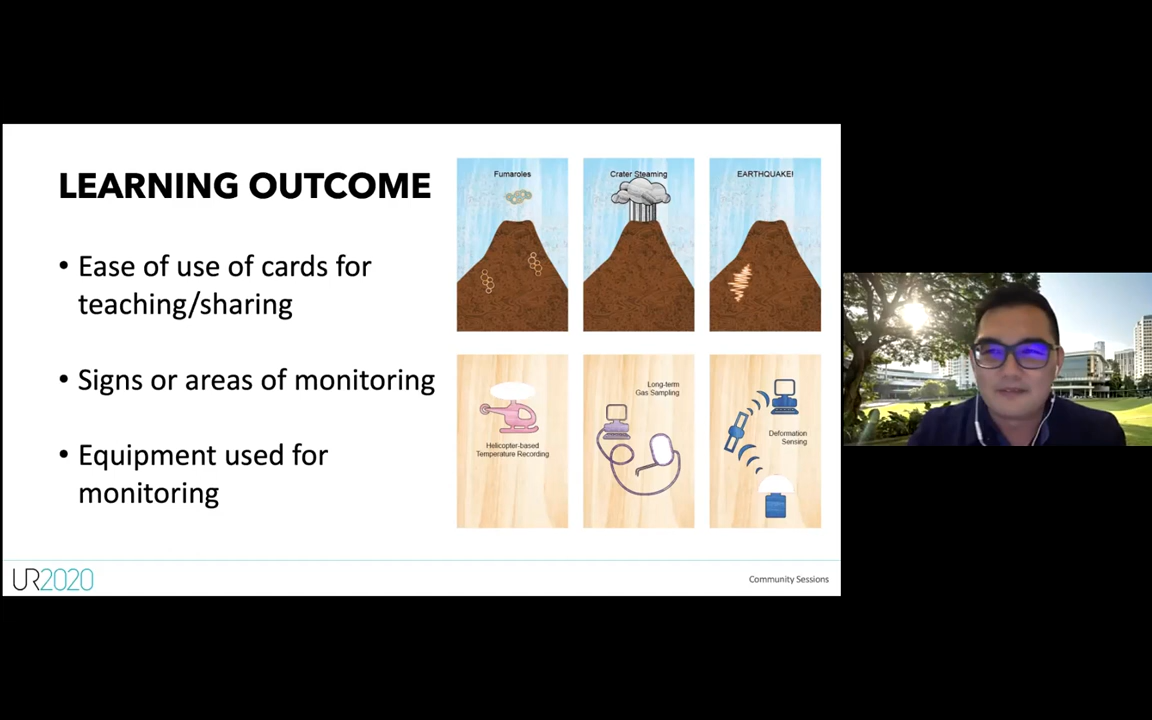 LEARNING OUTCOME
• Ease of use of cards for
teaching/sharing
• Signs or areas of monitoring
• Equipment used for
monitoring
Fumaroles
Crater Steaming
EARTHQUAKE!
Helicopter-based
Temperature Recording
Long-term
Gas Sampling
Deformation
Sensing
UR2020
Community Sessions